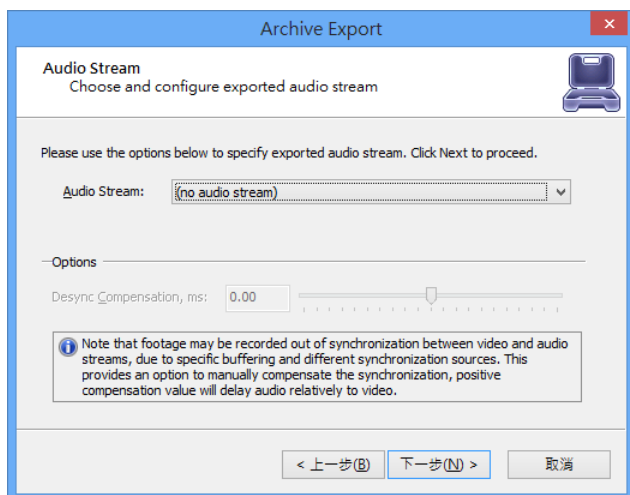 Archive Export
Audio Stream
Choose and configure exported audio stream
Please use the options below to specify exported audio stream. Click Next to proceed.
Audio Stream: (no audio stream)
Options
Desync Compensation, ms: 0.00
Note that footage may be recorded out of synchronization between video and audio
streams, due to specific buffering and different synchronization sources. This
provides an option to manually compensate the synchronization, positive
compensation value will delay audio relatively to video.
< 上一步(B) 下一步(N) > 取消